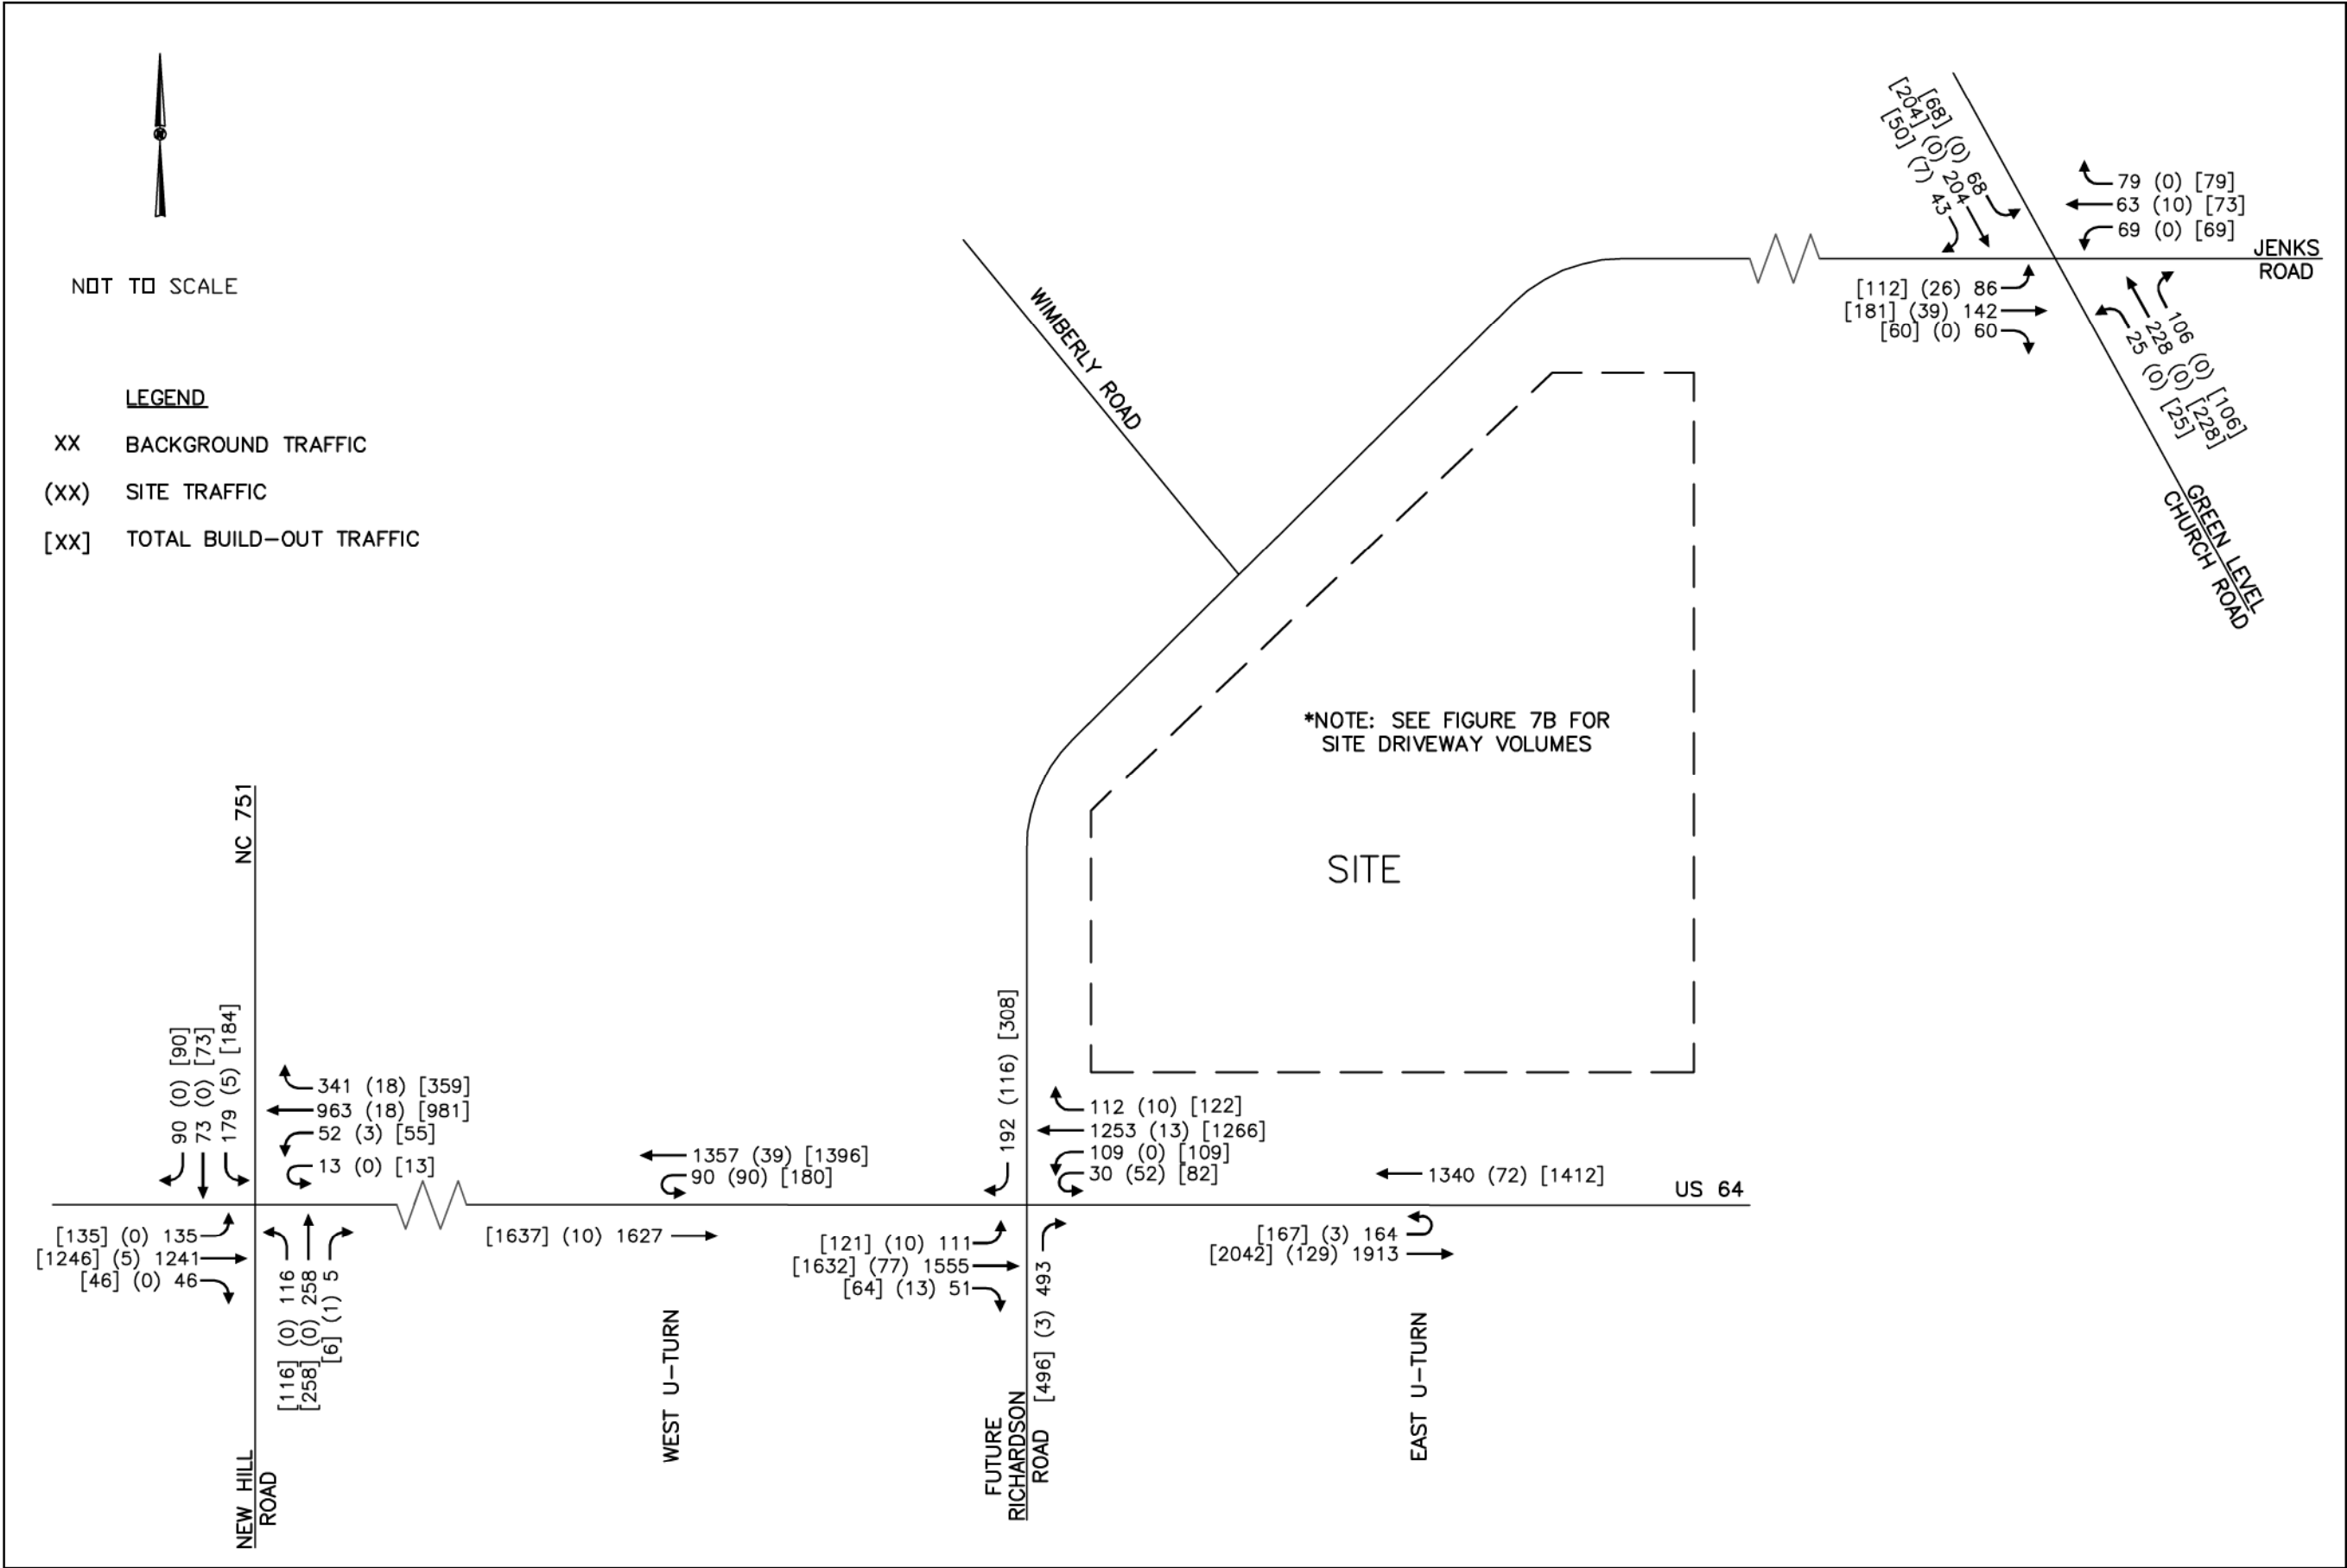 NOT TO SCALE
LEGEND
XX BACKGROUND TRAFFIC
(XX) SITE TRAFFIC
[XX] TOTAL BUILD-OUT TRAFFIC
WIMBERLY ROAD
[68] (0) 68
[204] (0) 204
[50] (7) 43
79 (0) [79]
63 (10) [73]
69 (0) [69]
JENKS
ROAD
[112] (26) 86
[181] (39) 142
[60] (0) 60
106 (0) [106]
228 (0) [228]
25 (0) [25]
GREEN LEVEL
CHURCH ROAD
*NOTE: SEE FIGURE 7B FOR
SITE DRIVEWAY VOLUMES
SITE
NC 751
90 (0) [90]
73 (0) [73]
179 (5) [184]
341 (18) [359]
963 (18) [981]
52 (3) [55]
13 (0) [13]
[135] (0) 135
[1246] (5) 1241
[46] (0) 46
[116] (0) 116
[258] (0) 258
[6] (1) 5
NEW HILL
ROAD
1357 (39) [1396]
90 (90) [180]
[1637] (10) 1627
WEST U-TURN
192 (116) [308]
112 (10) [122]
1253 (13) [1266]
109 (0) [109]
30 (52) [82]
[121] (10) 111
[1632] (77) 1555
[64] (13) 51
[496] (3) 493
FUTURE
RICHARDSON
ROAD
1340 (72) [1412]
US 64
[167] (3) 164
[2042] (129) 1913
EAST U-TURN